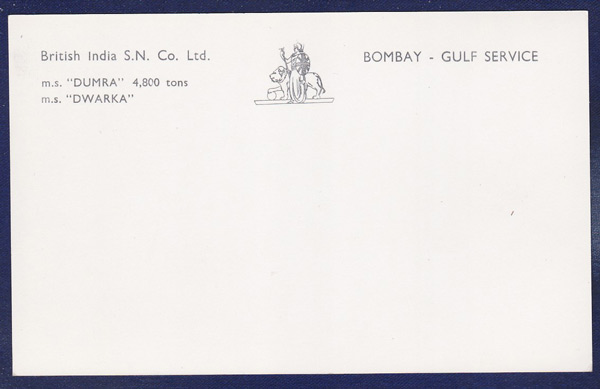 British India S.N. Co. Ltd.
m.s. "DUMRA" 4,800 tons
m.s. "DWARKA"
BOMBAY - GULF SERVICE